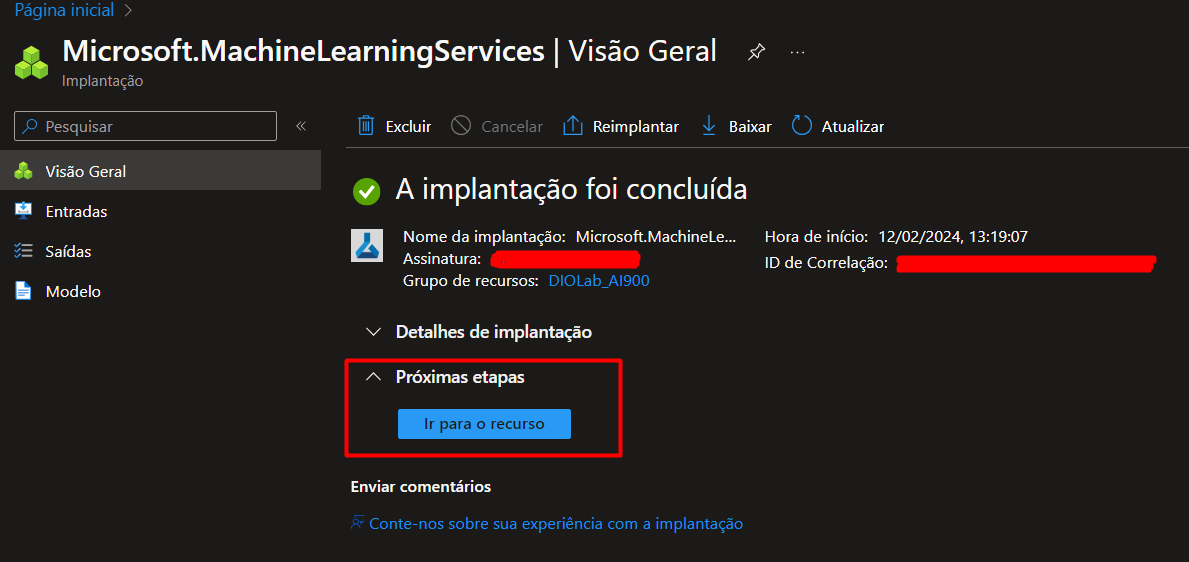 Página inicial
Microsoft.MachineLearningServices | Visão Geral
Implantação
Pesquisar
Excluir Cancelar Reimplantar Baixar Atualizar
Visão Geral
Entradas
Saídas
Modelo
A implantação foi concluída
Nome da implantação: Microsoft.MachineLe...
Assinatura:
Grupo de recursos: DIOLab_AI900
Hora de início: 12/02/2024, 13:19:07
ID de Correlação:
Detalhes de implantação
Próximas etapas
Ir para o recurso
Enviar comentários
Conte-nos sobre sua experiência com a implantação